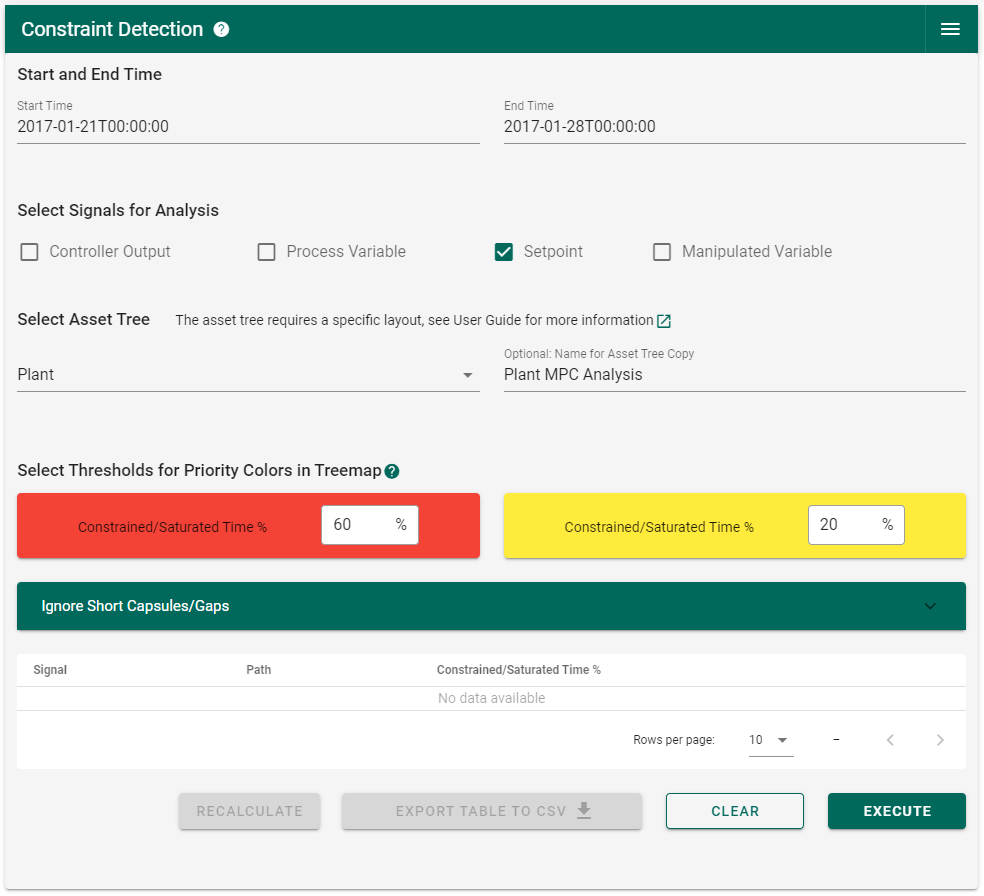 Constraint Detection ?
Start and End Time
Start Time
2017-01-21T00:00:00
End Time
2017-01-28T00:00:00
Select Signals for Analysis
Controller Output
Process Variable
Setpoint
Manipulated Variable
Select Asset Tree
The asset tree requires a specific layout, see User Guide for more information
Plant
Optional: Name for Asset Tree Copy
Plant MPC Analysis
Select Thresholds for Priority Colors in Treemap ?
Constrained/Saturated Time % 60 %
Constrained/Saturated Time % 20 %
Ignore Short Capsules/Gaps
Signal Path Constrained/Saturated Time %
No data available
Rows per page: 10 –
RECALCULATE EXPORT TABLE TO CSV CLEAR EXECUTE